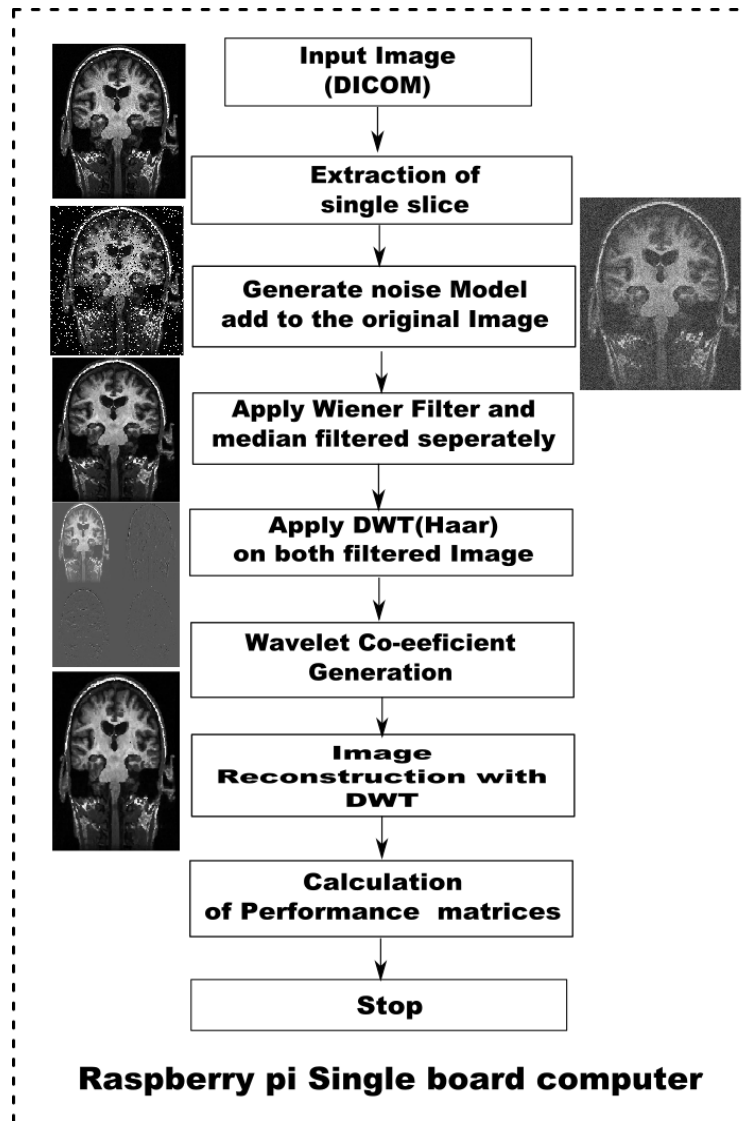 Input Image
(DICOM)
Extraction of
single slice
Generate noise Model
add to the original Image
Apply Wiener Filter and
median filtered seperately
Apply DWT(Haar)
on both filtered Image
Wavelet Co-eeficient
Generation
Image
Reconstruction with
DWT
Calculation
of Performance matrices
Stop
Raspberry pi Single board computer